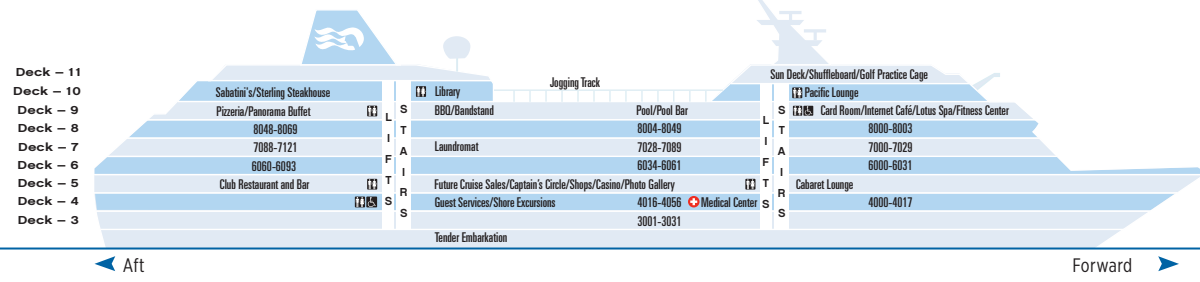 Deck – 11 Sun Deck/Shuffleboard/Golf Practice Cage
Jogging Track
Deck – 10 Sabatini's/Sterling Steakhouse Library Pacific Lounge
Deck – 9 Pizzeria/Panorama Buffet BBQ/Bandstand Pool/Pool Bar Card Room/Internet Café/Lotus Spa/Fitness Center
Deck – 8 8048-8069 8004-8049 8000-8003
Deck – 7 7088-7121 Laundromat 7028-7089 7000-7029
Deck – 6 6060-6093 6034-6061 6000-6031
Deck – 5 Club Restaurant and Bar Future Cruise Sales/Captain's Circle/Shops/Casino/Photo Gallery Cabaret Lounge
Deck – 4 Guest Services/Shore Excursions 4016-4056 Medical Center 4000-4017
Deck – 3 3001-3031
Tender Embarkation
LIFTS
STAIRS
LIFTS
STAIRS
Aft Forward